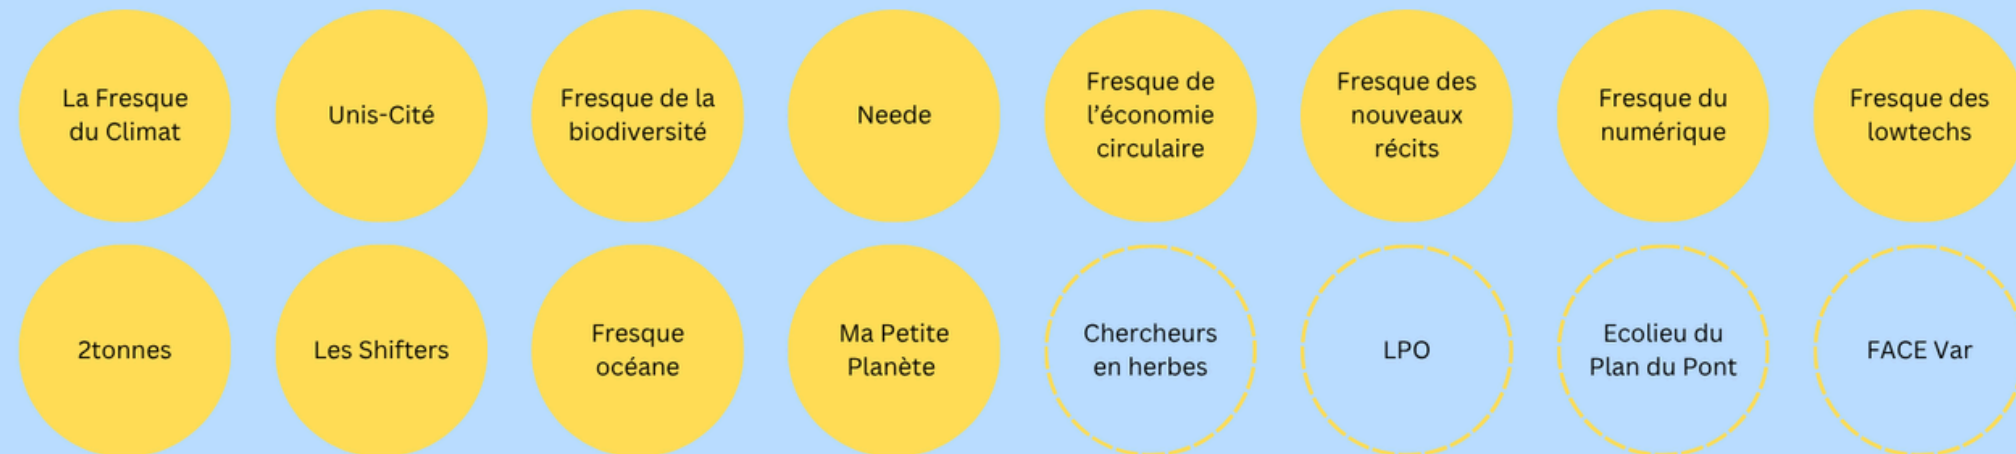 La Fresque
du Climat
Unis-Cité
Fresque de la
biodiversité
Neede
Fresque de
l’économie
circulaire
Fresque des
nouveaux
récits
Fresque du
numérique
Fresque des
lowtechs
2tonnes
Les Shifters
Fresque
océane
Ma Petite
Planète
Chercheurs
en herbes
LPO
Ecolieu du
Plan du Pont
FACE Var